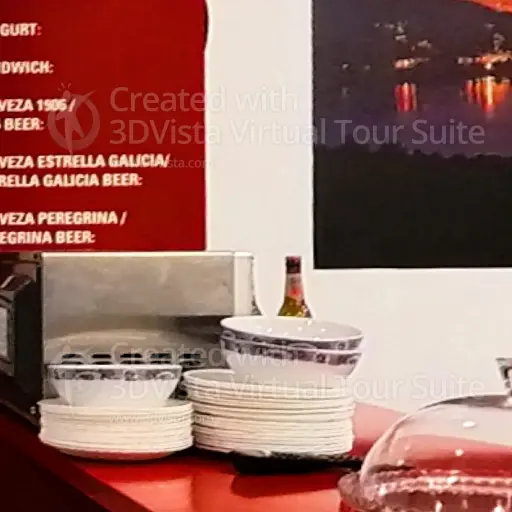 GURT:
DWICH:
VEZA 1906 /
BEER:
VEZA ESTRELLA GALICIA/
RELLA GALICIA BEER:
VEZA PEREGRINA /
EGRINA BEER:
Created with
3DVista Virtual Tour Suite
Created with
3DVista Virtual Tour Suite